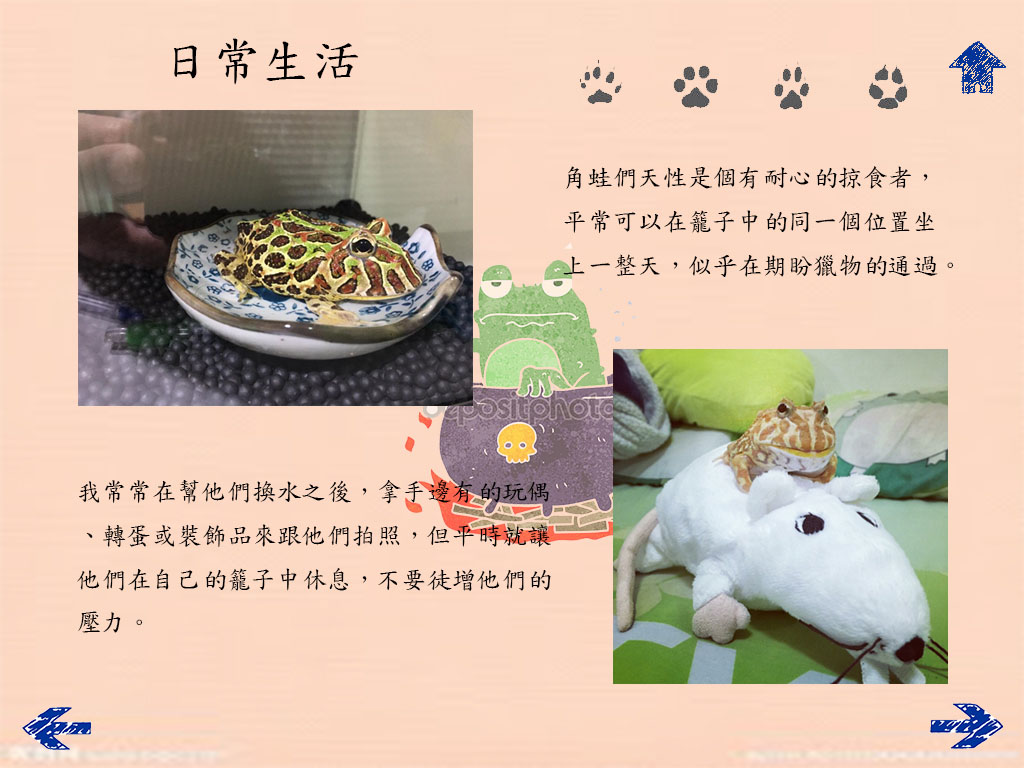 日常生活
角蛙們天性是個有耐心的掠食者，
平常可以在籠子中的同一個位置坐
上一整天，似乎在期盼獵物的通過。
depositphoto
我常常在幫他們換水之後，拿手邊有的玩偶
、轉蛋或裝飾品來跟他們拍照，但平時就讓
他們在自己的籠子中休息，不要徒增他們的
壓力。